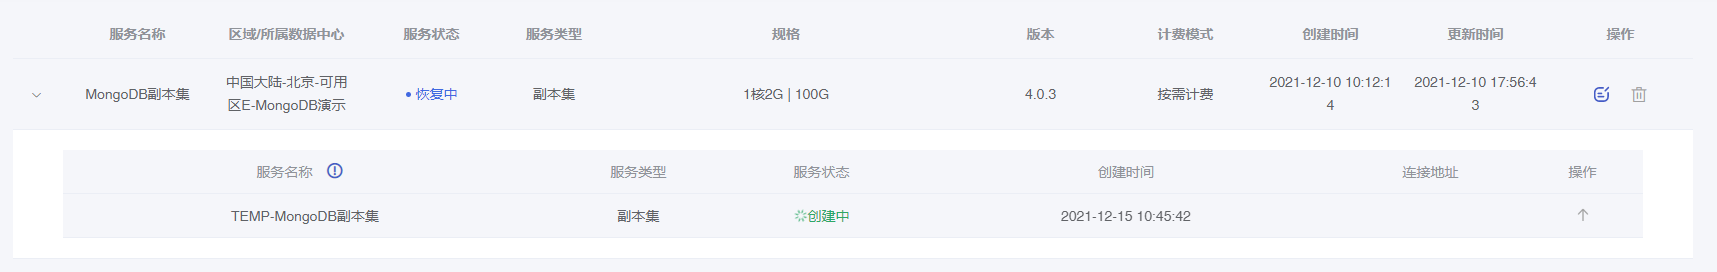 服务名称 区域/所属数据中心 服务状态 服务类型 规格 版本 计费模式 创建时间 更新时间 操作
MongoDB副本集 中国大陆-北京-可用区E-MongoDB演示 恢复中 副本集 1核2G | 100G 4.0.3 按需计费 2021-12-10 10:12:14 2021-12-10 17:56:43
服务名称 服务类型 服务状态 创建时间 连接地址 操作
TEMP-MongoDB副本集 副本集 创建中 2021-12-15 10:45:42